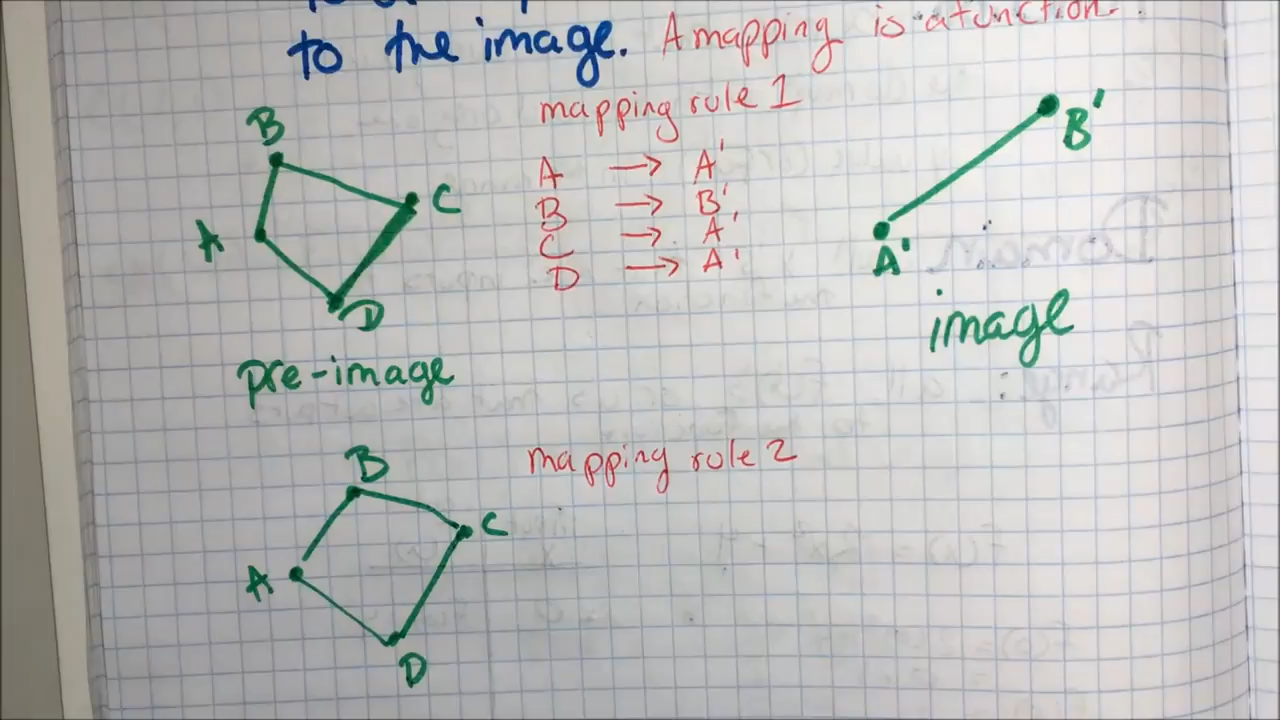 to the image. A mapping is a function.
mapping rule 1
B
A
C
D
A → A'
B → B'
C → A'
D → A'
B'
A'
pre-image
image
mapping rule 2
B
C
A
D